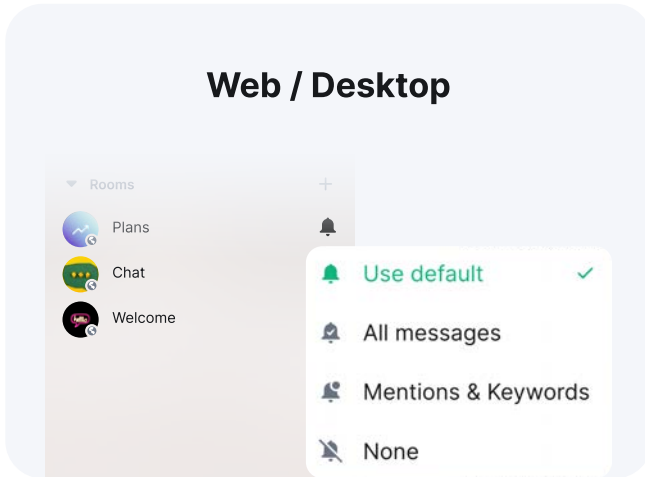 Web / Desktop
Rooms
Plans
Chat
Welcome
Use default
All messages
Mentions & Keywords
None